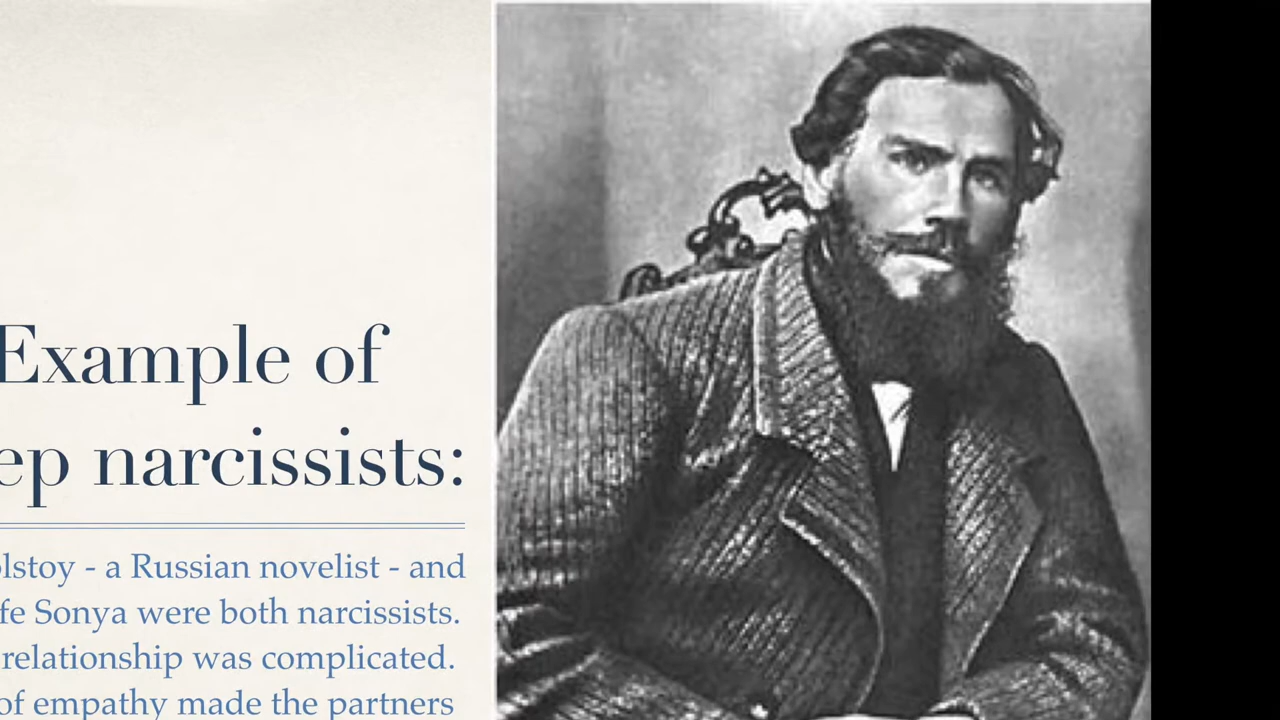 Example of
ep narcissists:
olstoy - a Russian novelist - and
fe Sonya were both narcissists.
relationship was complicated.
of empathy made the partners